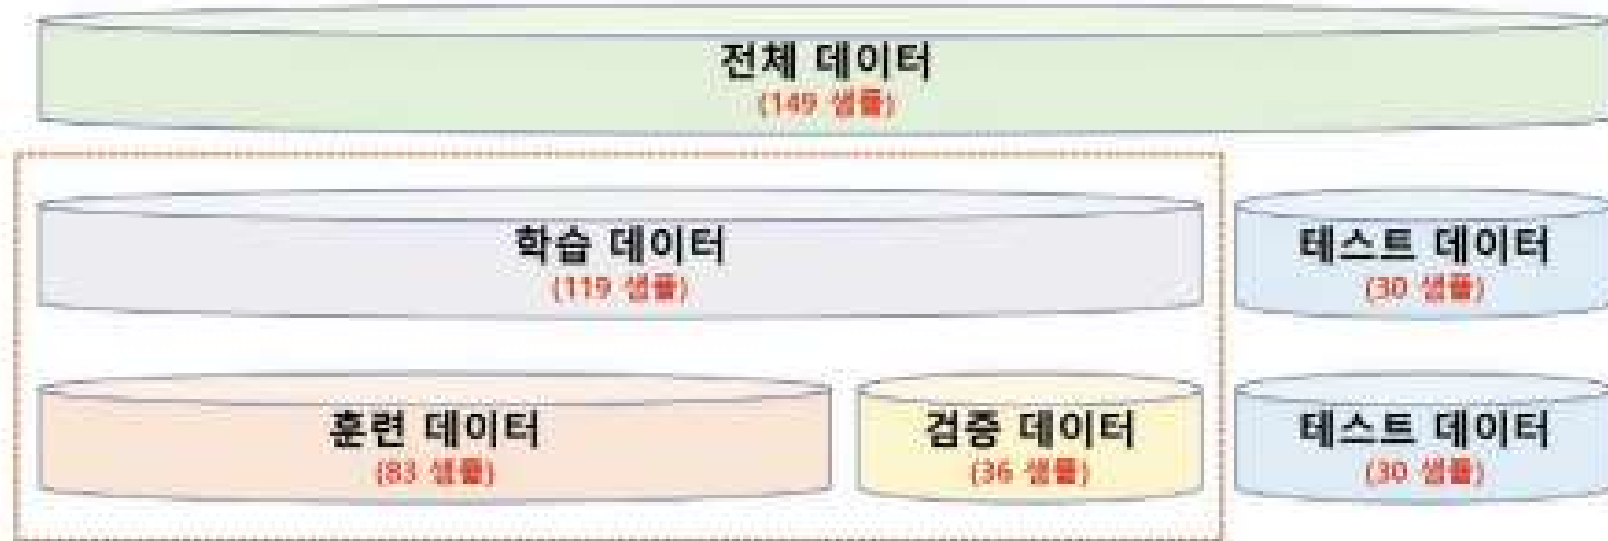 전체 데이터
(149 샘플)
학습 데이터
(119 샘플)
테스트 데이터
(30 샘플)
훈련 데이터
(83 샘플)
검증 데이터
(36 샘플)
테스트 데이터
(30 샘플)